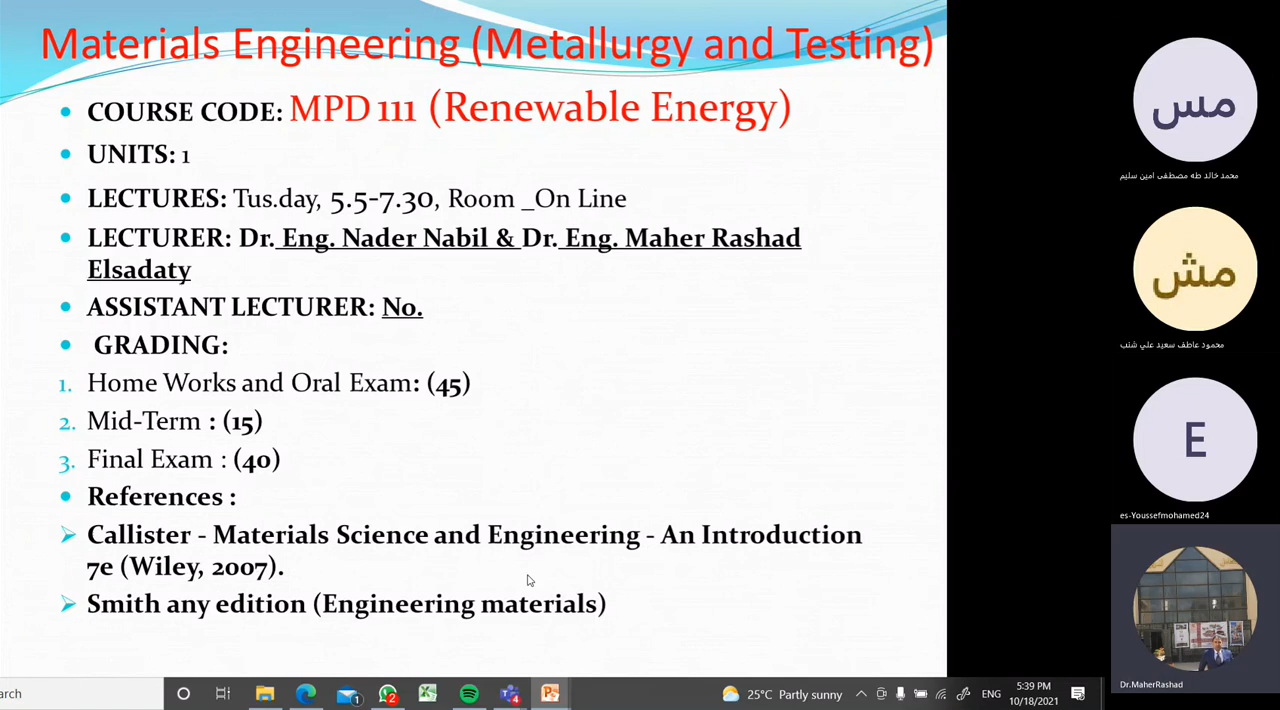 Materials Engineering (Metallurgy and Testing)
COURSE CODE: MPD 111 (Renewable Energy)
UNITS: 1
LECTURES: Tus.day, 5.5-7.30, Room _On Line
LECTURER: Dr. Eng. Nader Nabil & Dr. Eng. Maher Rashad
Elsadaty
ASSISTANT LECTURER: No.
GRADING:
1. Home Works and Oral Exam: (45)
2. Mid-Term : (15)
3. Final Exam : (40)
References :
Callister - Materials Science and Engineering - An Introduction
7e (Wiley, 2007).
Smith any edition (Engineering materials)
مس
محمد خالد طه مصطفى امين سليم
مش
محمود عاطف سعيد علي شنب
E
es-Youssefmohamed24
Dr.MaherRashad
arch
1
2
4
25°C Partly sunny
ENG
5:39 PM
10/18/2021